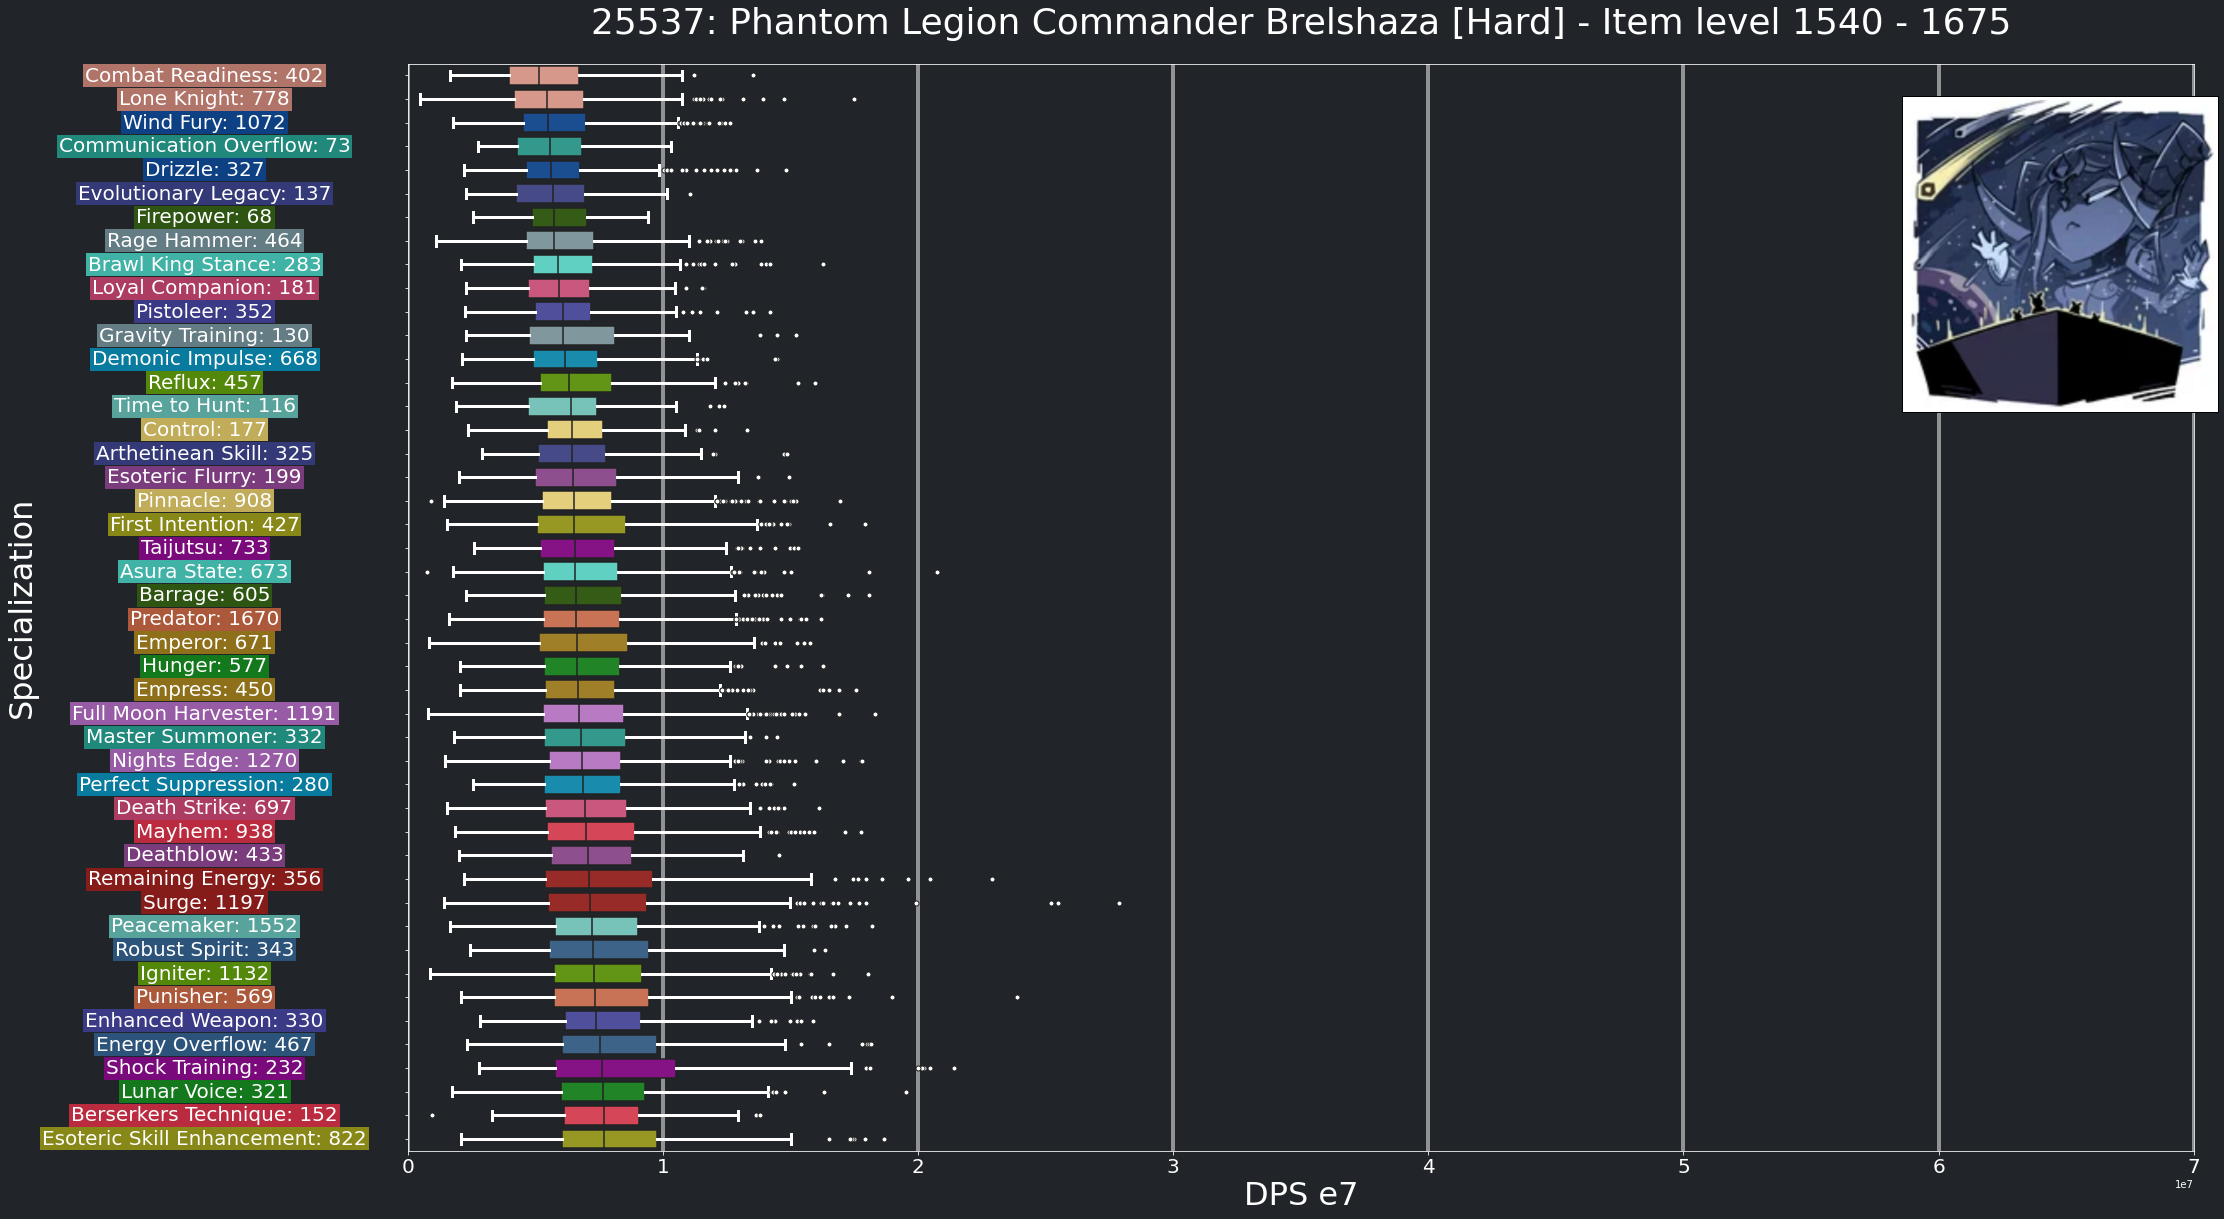 25537: Phantom Legion Commander Brelshaza [Hard] - Item level 1540 - 1675
Specialization
Combat Readiness: 402
Lone Knight: 778
Wind Fury: 1072
Communication Overflow: 73
Drizzle: 327
Evolutionary Legacy: 137
Firepower: 68
Rage Hammer: 464
Brawl King Stance: 283
Loyal Companion: 181
Pistoleer: 352
Gravity Training: 130
Demonic Impulse: 668
Reflux: 457
Time to Hunt: 116
Control: 177
Arthetinean Skill: 325
Esoteric Flurry: 199
Pinnacle: 908
First Intention: 427
Taijutsu: 733
Asura State: 673
Barrage: 605
Predator: 1670
Emperor: 671
Hunger: 577
Empress: 450
Full Moon Harvester: 1191
Master Summoner: 332
Nights Edge: 1270
Perfect Suppression: 280
Death Strike: 697
Mayhem: 938
Deathblow: 433
Remaining Energy: 356
Surge: 1197
Peacemaker: 1552
Robust Spirit: 343
Igniter: 1132
Punisher: 569
Enhanced Weapon: 330
Energy Overflow: 467
Shock Training: 232
Lunar Voice: 321
Berserkers Technique: 152
Esoteric Skill Enhancement: 822
0 1 2 3 4 5 6 7
1e7
DPS e7